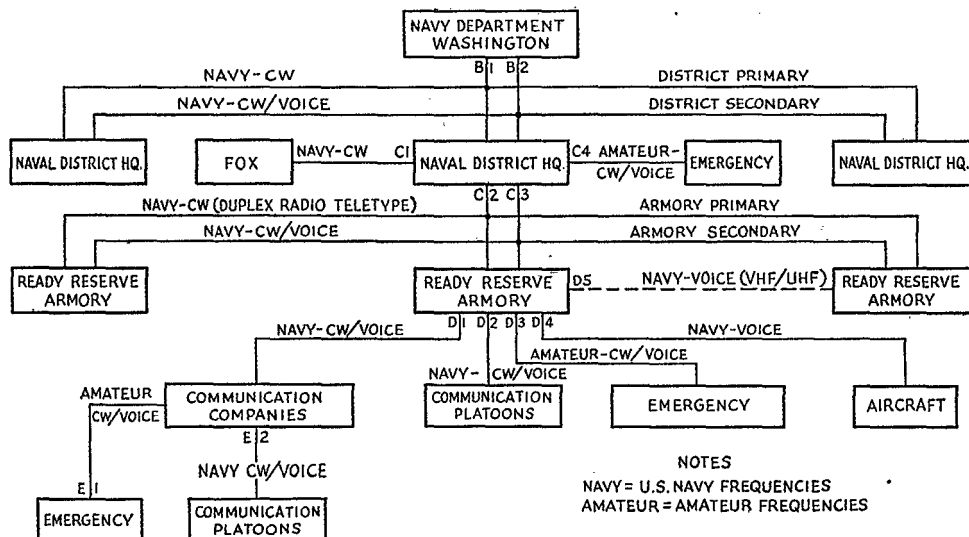 NAVY DEPARTMENT
WASHINGTON
B1 B2
NAVY-CW
DISTRICT PRIMARY
NAVY-CW/VOICE
DISTRICT SECONDARY
NAVAL DISTRICT HQ.
FOX
NAVY-CW
C1
NAVAL DISTRICT HQ.
C4 AMATEUR-
CW/VOICE
EMERGENCY
NAVAL DISTRICT HQ.
C2 C3
NAVY-CW (DUPLEX RADIO TELETYPE)
ARMORY PRIMARY
NAVY-CW/VOICE
ARMORY SECONDARY
READY RESERVE
ARMORY
READY RESERVE
ARMORY
D5
NAVY-VOICE (VHF/UHF)
READY RESERVE
ARMORY
D1 D2 D3 D4
NAVY-CW/VOICE
NAVY-VOICE
AMATEUR-CW/VOICE
NAVY- CW/VOICE
AMATEUR
CW/VOICE
COMMUNICATION
COMPANIES
COMMUNICATION
PLATOONS
EMERGENCY
AIRCRAFT
E2
NAVY CW/VOICE
E1
EMERGENCY
COMMUNICATION
PLATOONS
NOTES
NAVY = U.S. NAVY FREQUENCIES
AMATEUR = AMATEUR FREQUENCIES